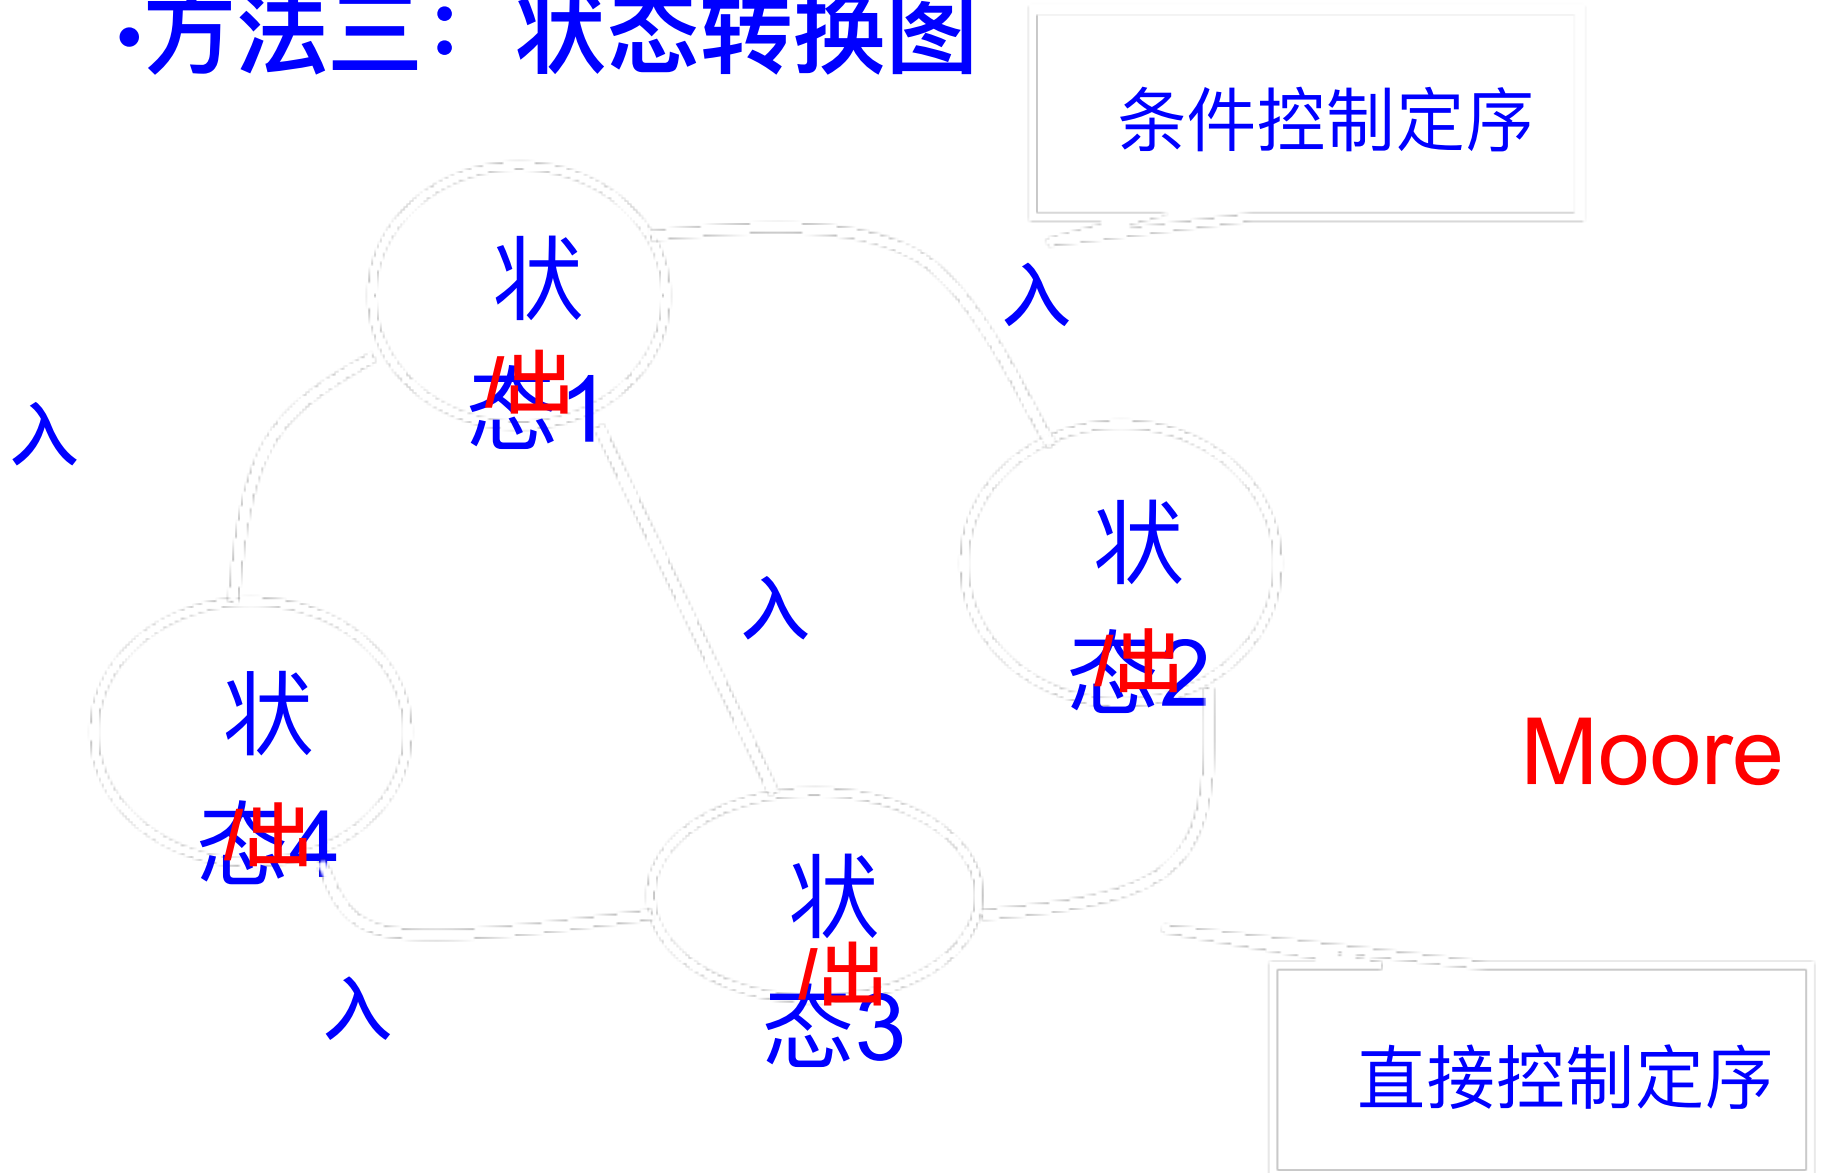 •方法三：状态转换图
条件控制定序
状
态1
/出
入
入
状
态2
/出
入
状
态4
/出
Moore
状
态3
/出
入
直接控制定序